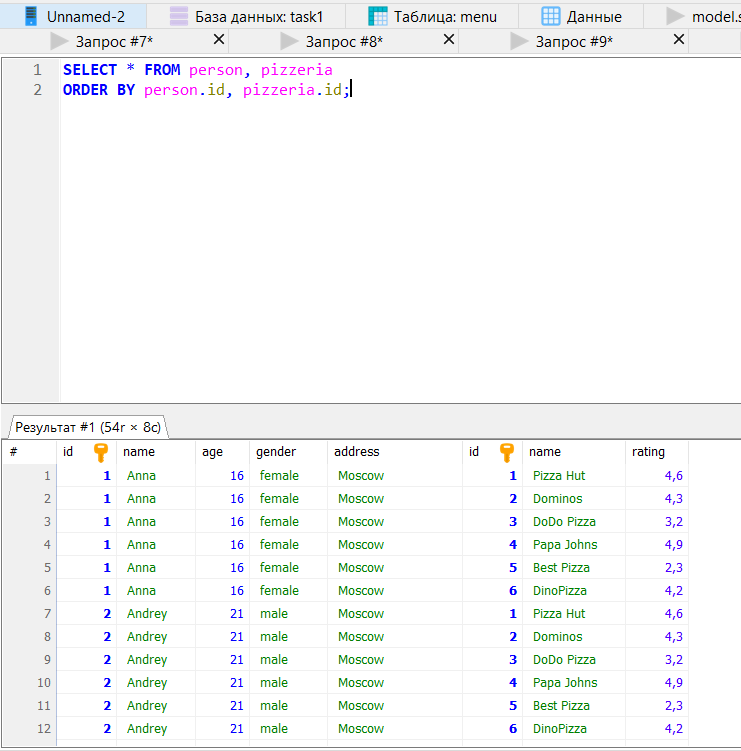 Unnamed-2 База данных: task1 Таблица: menu Данные model.s
Запрос #7* Запрос #8* Запрос #9*
1 SELECT * FROM person, pizzeria
2 ORDER BY person.id, pizzeria.id;
Результат #1 (54r × 8c)
# id name age gender address id name rating
1 1 Anna 16 female Moscow 1 Pizza Hut 4,6
2 1 Anna 16 female Moscow 2 Dominos 4,3
3 1 Anna 16 female Moscow 3 DoDo Pizza 3,2
4 1 Anna 16 female Moscow 4 Papa Johns 4,9
5 1 Anna 16 female Moscow 5 Best Pizza 2,3
6 1 Anna 16 female Moscow 6 DinoPizza 4,2
7 2 Andrey 21 male Moscow 1 Pizza Hut 4,6
8 2 Andrey 21 male Moscow 2 Dominos 4,3
9 2 Andrey 21 male Moscow 3 DoDo Pizza 3,2
10 2 Andrey 21 male Moscow 4 Papa Johns 4,9
11 2 Andrey 21 male Moscow 5 Best Pizza 2,3
12 2 Andrey 21 male Moscow 6 DinoPizza 4,2